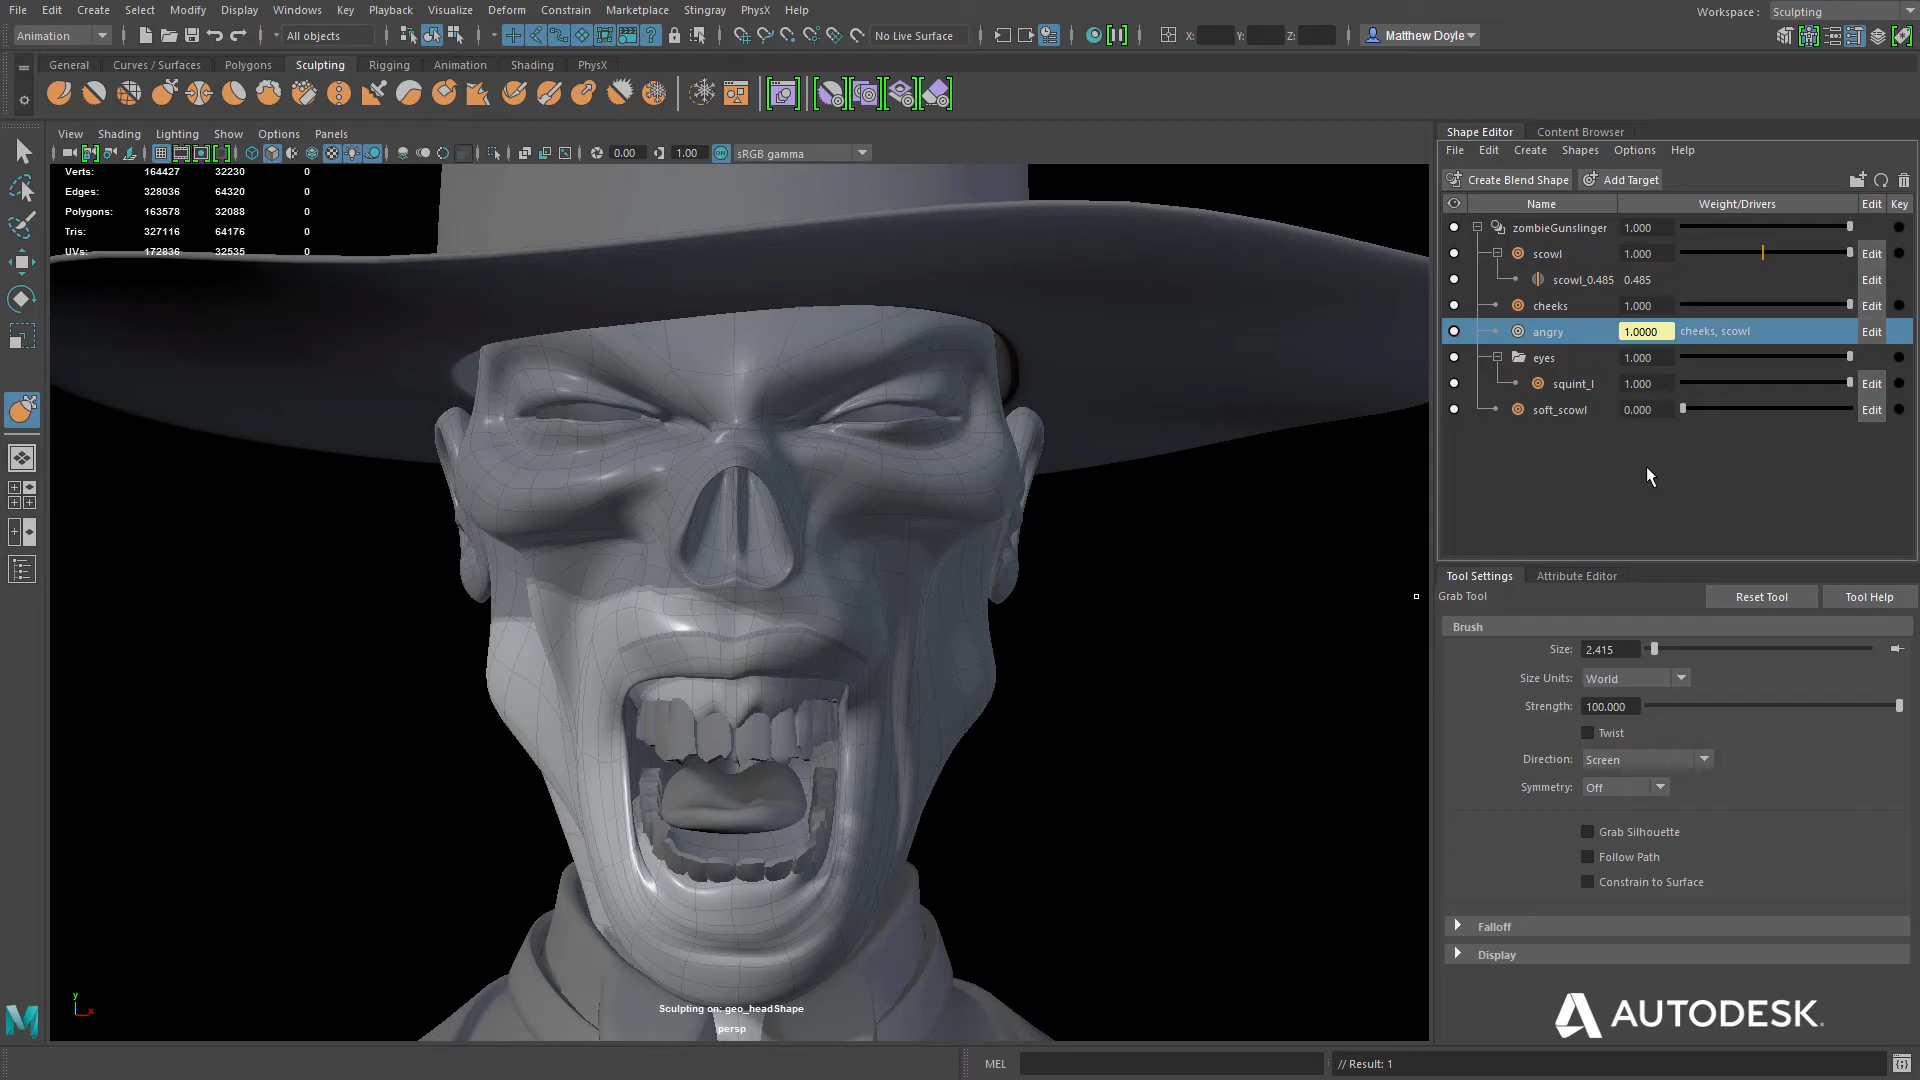 File Edit Create Select Modify Display Windows Key Playback Visualize Deform Constrain Marketplace Stingray PhysX Help
Workspace : Sculpting
Animation All objects No Live Surface X: Y: Z: Matthew Doyle
General Curves / Surfaces Polygons Sculpting Rigging Animation Shading PhysX
View Shading Lighting Show Options Panels
0.00 1.00 ON sRGB gamma
Verts: 164427 32230 0
Edges: 328036 64320 0
Polygons: 163578 32088 0
Tris: 327116 64176 0
UVs: 172836 32535 0
Shape Editor Content Browser
File Edit Create Shapes Options Help
Create Blend Shape Add Target
Name Weight/Drivers Edit Key
zombieGunslinger 1.000
scowl 1.000 Edit
scowl_0.485 0.485 Edit
cheeks 1.000 Edit
angry 1.0000 cheeks, scowl Edit
eyes 1.000
squint_l 1.000 Edit
soft_scowl 0.000 Edit
Tool Settings Attribute Editor
Grab Tool Reset Tool Tool Help
Brush
Size: 2.415
Size Units: World
Strength: 100.000
Twist
Direction: Screen
Symmetry: Off
Grab Silhouette
Follow Path
Constrain to Surface
Falloff
Display
y
x
Sculpting on: geo_headShape
persp
AUTODESK.
MEL // Result: 1